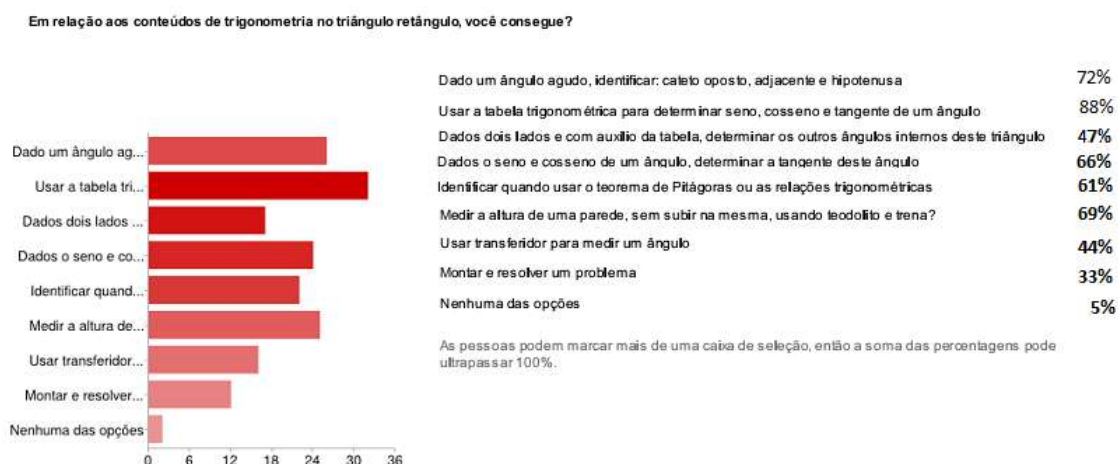 Em relação aos conteúdos de trigonometria no triângulo retângulo, você consegue?
Dado um ângulo ag...
Usar a tabela tri...
Dados dois lados ...
Dados o seno e co...
Identificar quand...
Medir a altura de...
Usar transferidor...
Montar e resolver...
Nenhuma das opções
0 6 12 18 24 30 36
Dado um ângulo agudo, identificar: cateto oposto, adjacente e hipotenusa 72%
Usar a tabela trigonométrica para determinar seno, cosseno e tangente de um ângulo 88%
Dados dois lados e com auxílio da tabela, determinar os outros ângulos internos deste triângulo 47%
Dados o seno e cosseno de um ângulo, determinar a tangente deste ângulo 66%
Identificar quando usar o teorema de Pitágoras ou as relações trigonométricas 61%
Medir a altura de uma parede, sem subir na mesma, usando teodolito e trena? 69%
Usar transferidor para medir um ângulo 44%
Montar e resolver um problema 33%
Nenhuma das opções 5%
As pessoas podem marcar mais de uma caixa de seleção, então a soma das percentagens pode
ultrapassar 100%.